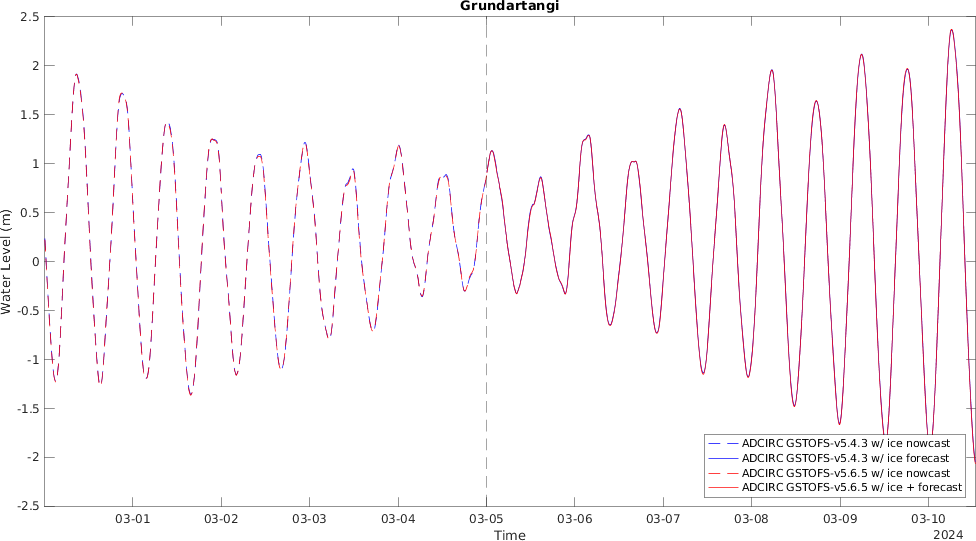 Grundartangi
2.5
2
1.5
1
0.5
0
-0.5
-1
-1.5
-2
-2.5
Water Level (m)
ADCIRC GSTOFS-v5.4.3 w/ ice nowcast
ADCIRC GSTOFS-v5.4.3 w/ ice forecast
ADCIRC GSTOFS-v5.6.5 w/ ice nowcast
ADCIRC GSTOFS-v5.6.5 w/ ice + forecast
03-01 03-02 03-03 03-04 03-05 03-06 03-07 03-08 03-09 03-10
Time
2024